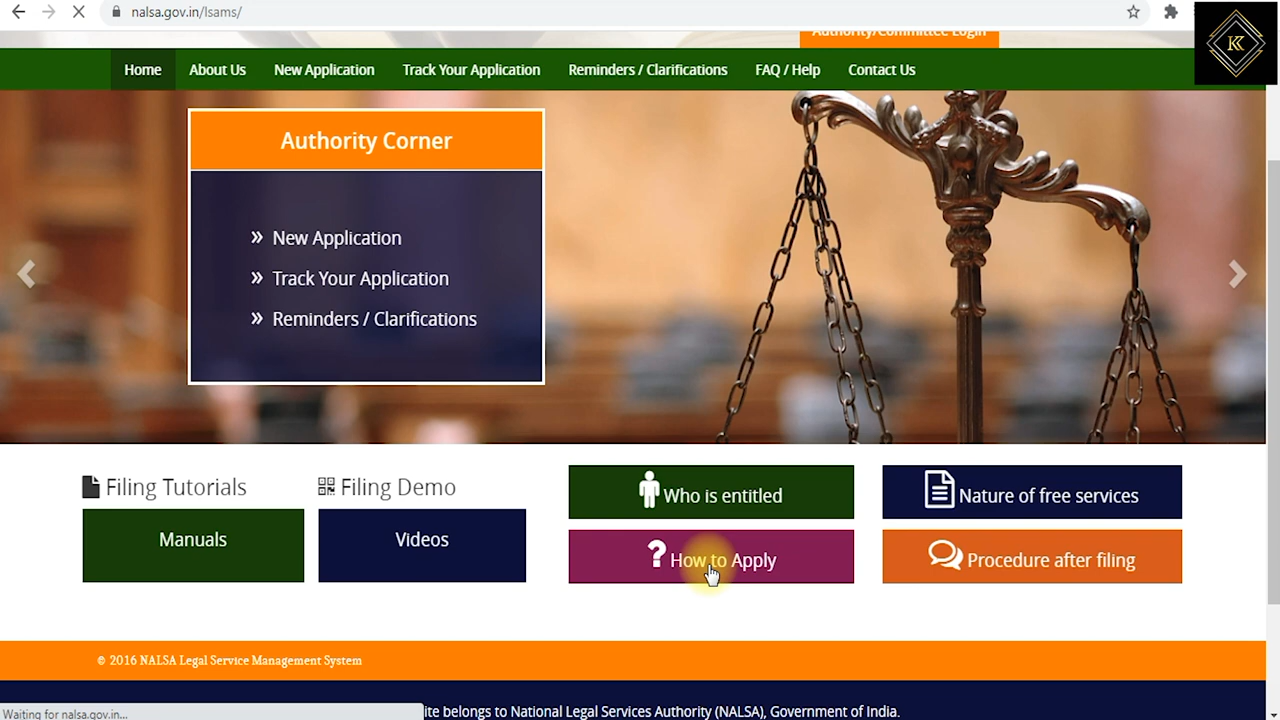 nalsa.gov.in/lsams/
Authority/Committee Login
Home About Us New Application Track Your Application Reminders / Clarifications FAQ / Help Contact Us
Authority Corner
» New Application
» Track Your Application
» Reminders / Clarifications
Filing Tutorials
Manuals
Filing Demo
Videos
Who is entitled
Nature of free services
? How to Apply
Procedure after filing
© 2016 NALSA Legal Service Management System
Waiting for nalsa.gov.in...
ite belongs to National Legal Services Authority (NALSA), Government of India.